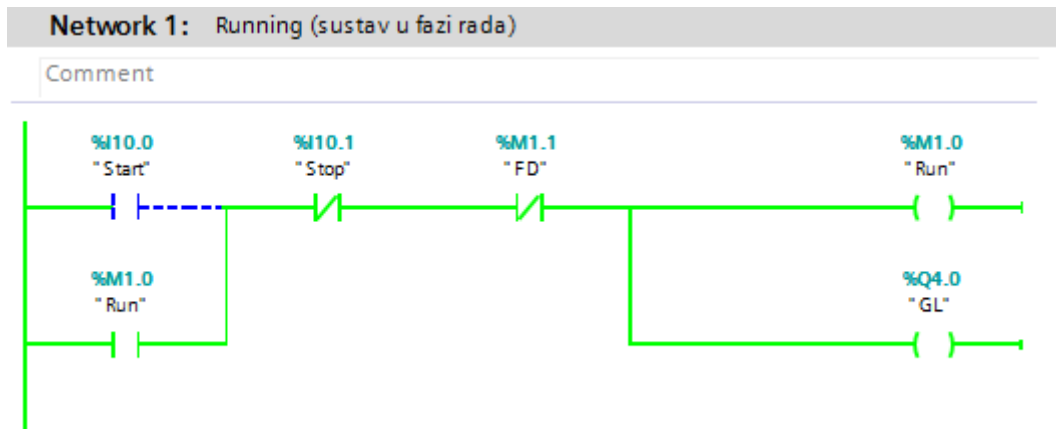 Network 1: Running (sustav u fazi rada)
Comment
%I10.0 %I10.1 %M1.1 %M1.0
"Start" "Stop" "FD" "Run"
%M1.0 %Q4.0
"Run" "GL"